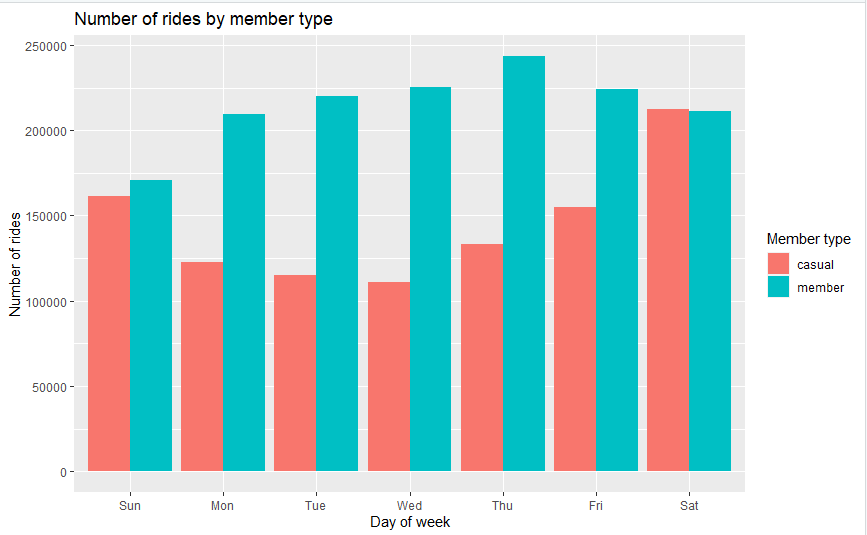 Number of rides by member type
250000
200000
150000
100000
50000
0
Number of rides
Sun Mon Tue Wed Thu Fri Sat
Day of week
Member type
casual
member